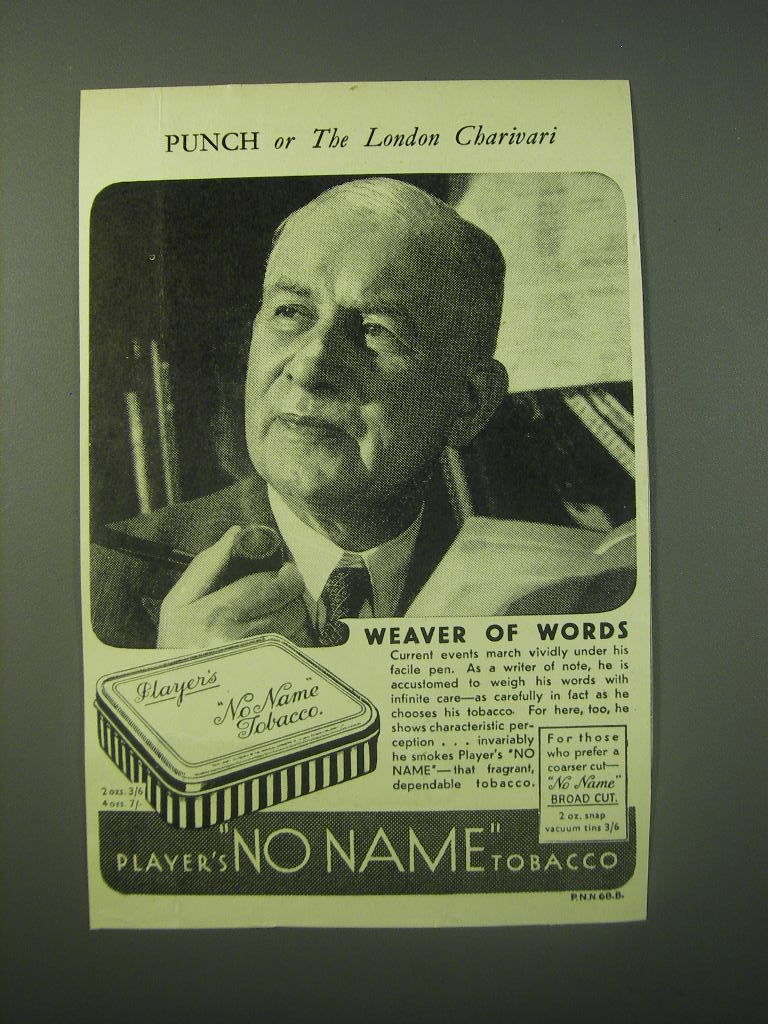 PUNCH or The London Charivari
WEAVER OF WORDS
Current events march vividly under his
facile pen. As a writer of note, he is
accustomed to weigh his words with
infinite care—as carefully in fact as he
chooses his tobacco. For here, too, he
shows characteristic per-
ception . . . invariably
he smokes Player's "NO
NAME"—that fragrant,
dependable tobacco.
For those
who prefer a
coarser cut—
"No Name"
BROAD CUT.
2 oz. snap
vacuum tins 3/6
Player's
"No Name"
Tobacco.
2 ozs. 3/6
4 ozs. 7/-
PLAYER'S "NO NAME" TOBACCO
P.N.N.6B.B.